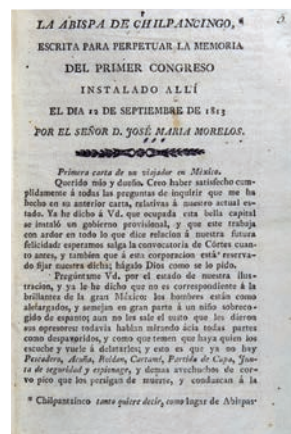 5.
LA ABISPA DE CHILPANCINGO, *
ESCRITA PARA PERPETUAR LA MEMORIA
DEL PRIMER CONGRESO
INSTALADO ALLÍ
EL DIA 12 DE SEPTIEMBRE DE 1813
POR EL SEÑOR D. JOSÉ MARIA MORELOS.
Primera carta de un viajador en México.
Querido mio y dueño. Creo haber satisfecho cum-
plidamente á todas las preguntas de inquirir que me ha
hecho en su anterior carta, relativas á nuestro actual es-
tado. Ya he dicho á Vd. que ocupada esta bella capital
se instaló un gobierno provisional, y que este trabaja
con ardor en todo lo que dice relacion á nuestra futura
felicidad: esperamos salga la convocatoria de Córtes cuan-
to antes, y tambien que á esta corporacion está reserva-
do fijar nuestra dicha; hágalo Dios como se lo pido.
Pregúntame Vd. por el estado de nuestra ilus-
tracion, y ya le he dicho que no es correspondiente á la
brillantez de la gran México: los hombres están como
aletargados, y semejan en gran parte á un niño sobreco-
gido de espanto; aun no les sale el susto que les dieron
sus opresores: todavía hablan mirando ácia todas partes
como despavoridos, y como que temen que haya quien los
escuche y vuele á delatarlos; y esto es que ya no hay
Pescadero, Acuña, Roldan, Cartami, Partida de Capa, Jun-
ta de seguridad y espionage, y demas avechuchos de cor-
vo pico que los persigan de muerte, y conduzcan á la
* Chilpantzinco tanto quiere decir, como lugar de Abispas.